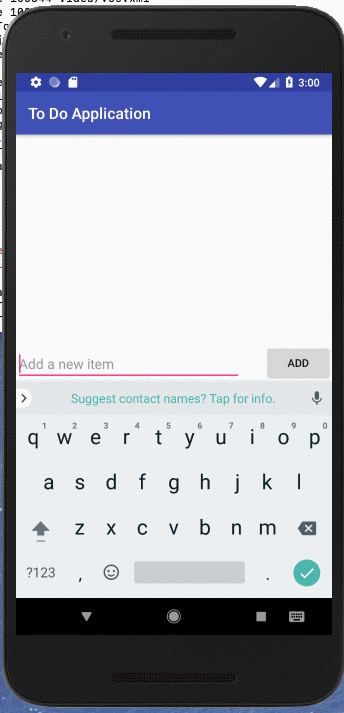 3:00
To Do Application
Add a new item
ADD
Suggest contact names? Tap for info.
1 2 3 4 5 6 7 8 9 0
q w e r t y u i o p
a s d f g h j k l
z x c v b n m
?123 , .